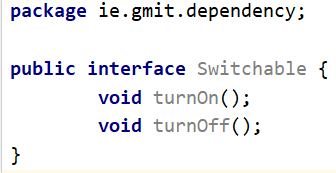 package ie.gmit.dependency;
public interface Switchable {
void turnOn();
void turnOff();
}